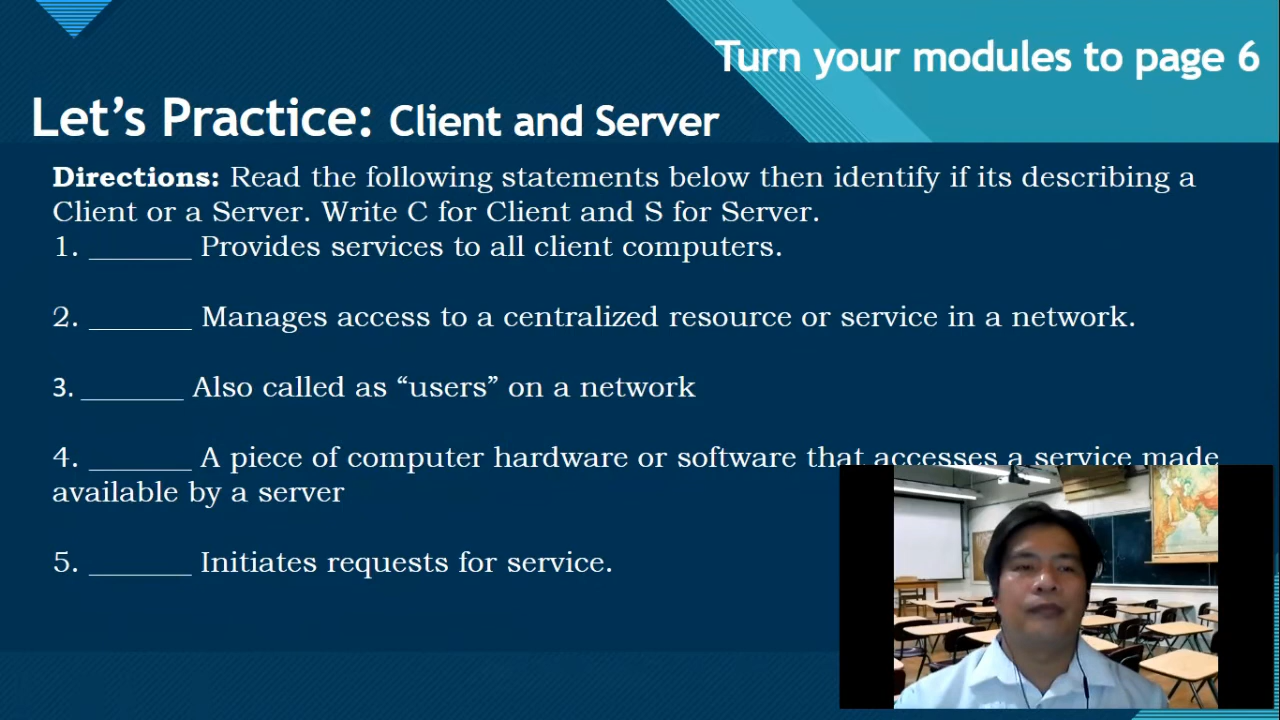 Turn your modules to page 6
Let's Practice: Client and Server
Directions: Read the following statements below then identify if its describing a
Client or a Server. Write C for Client and S for Server.
1. _______ Provides services to all client computers.
2. _______ Manages access to a centralized resource or service in a network.
3. _______ Also called as “users” on a network
4. _______ A piece of computer hardware or software that accesses a service made
available by a server
5. _______ Initiates requests for service.